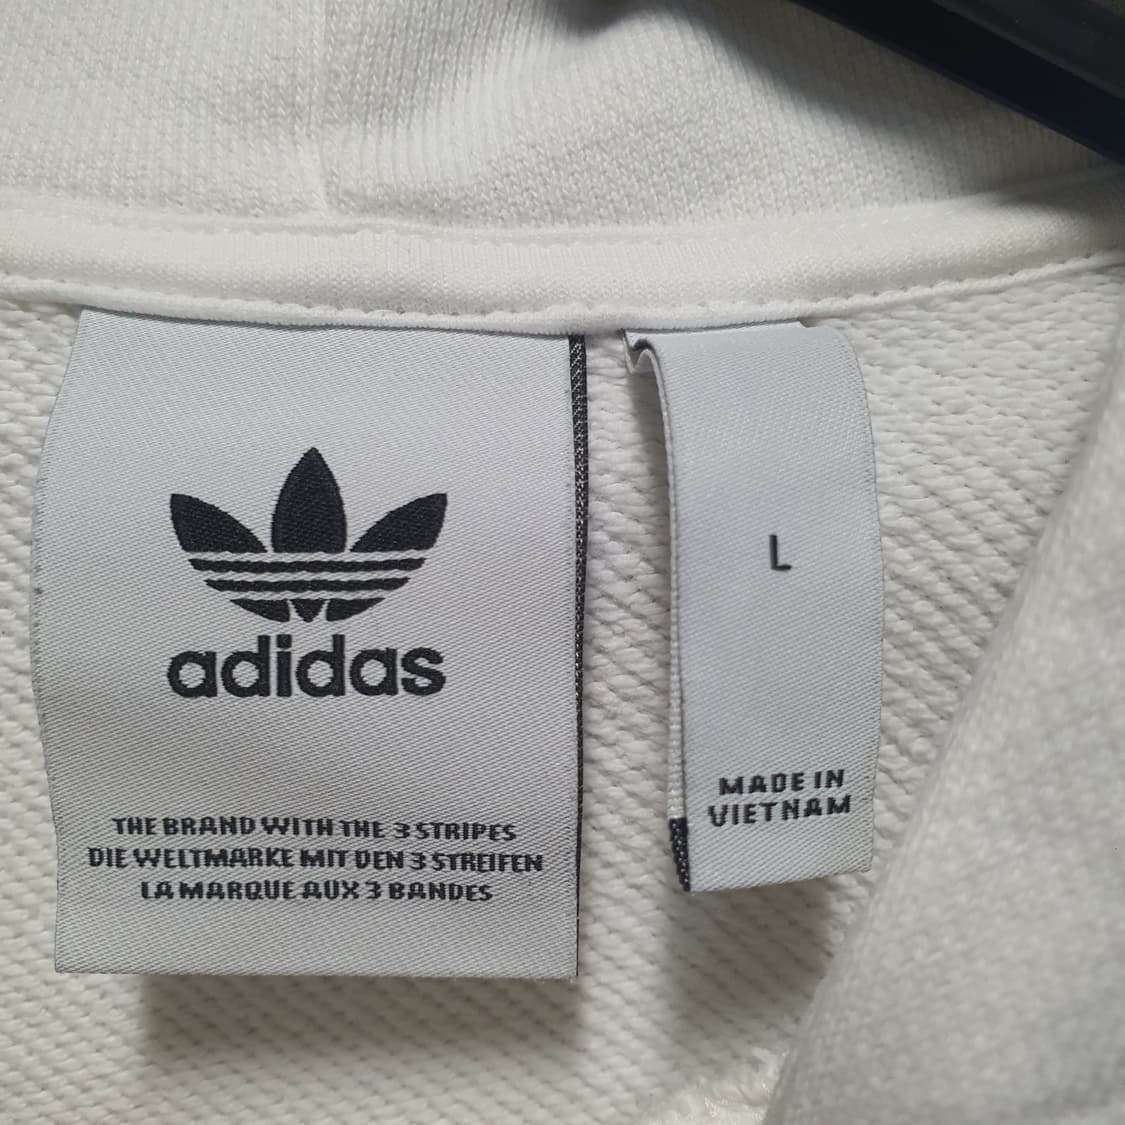 adidas
THE BRAND WITH THE 3 STRIPES
DIE WELTMARKE MIT DEN 3 STREIFEN
LA MARQUE AUX 3 BANDES
L
MADE IN
VIETNAM